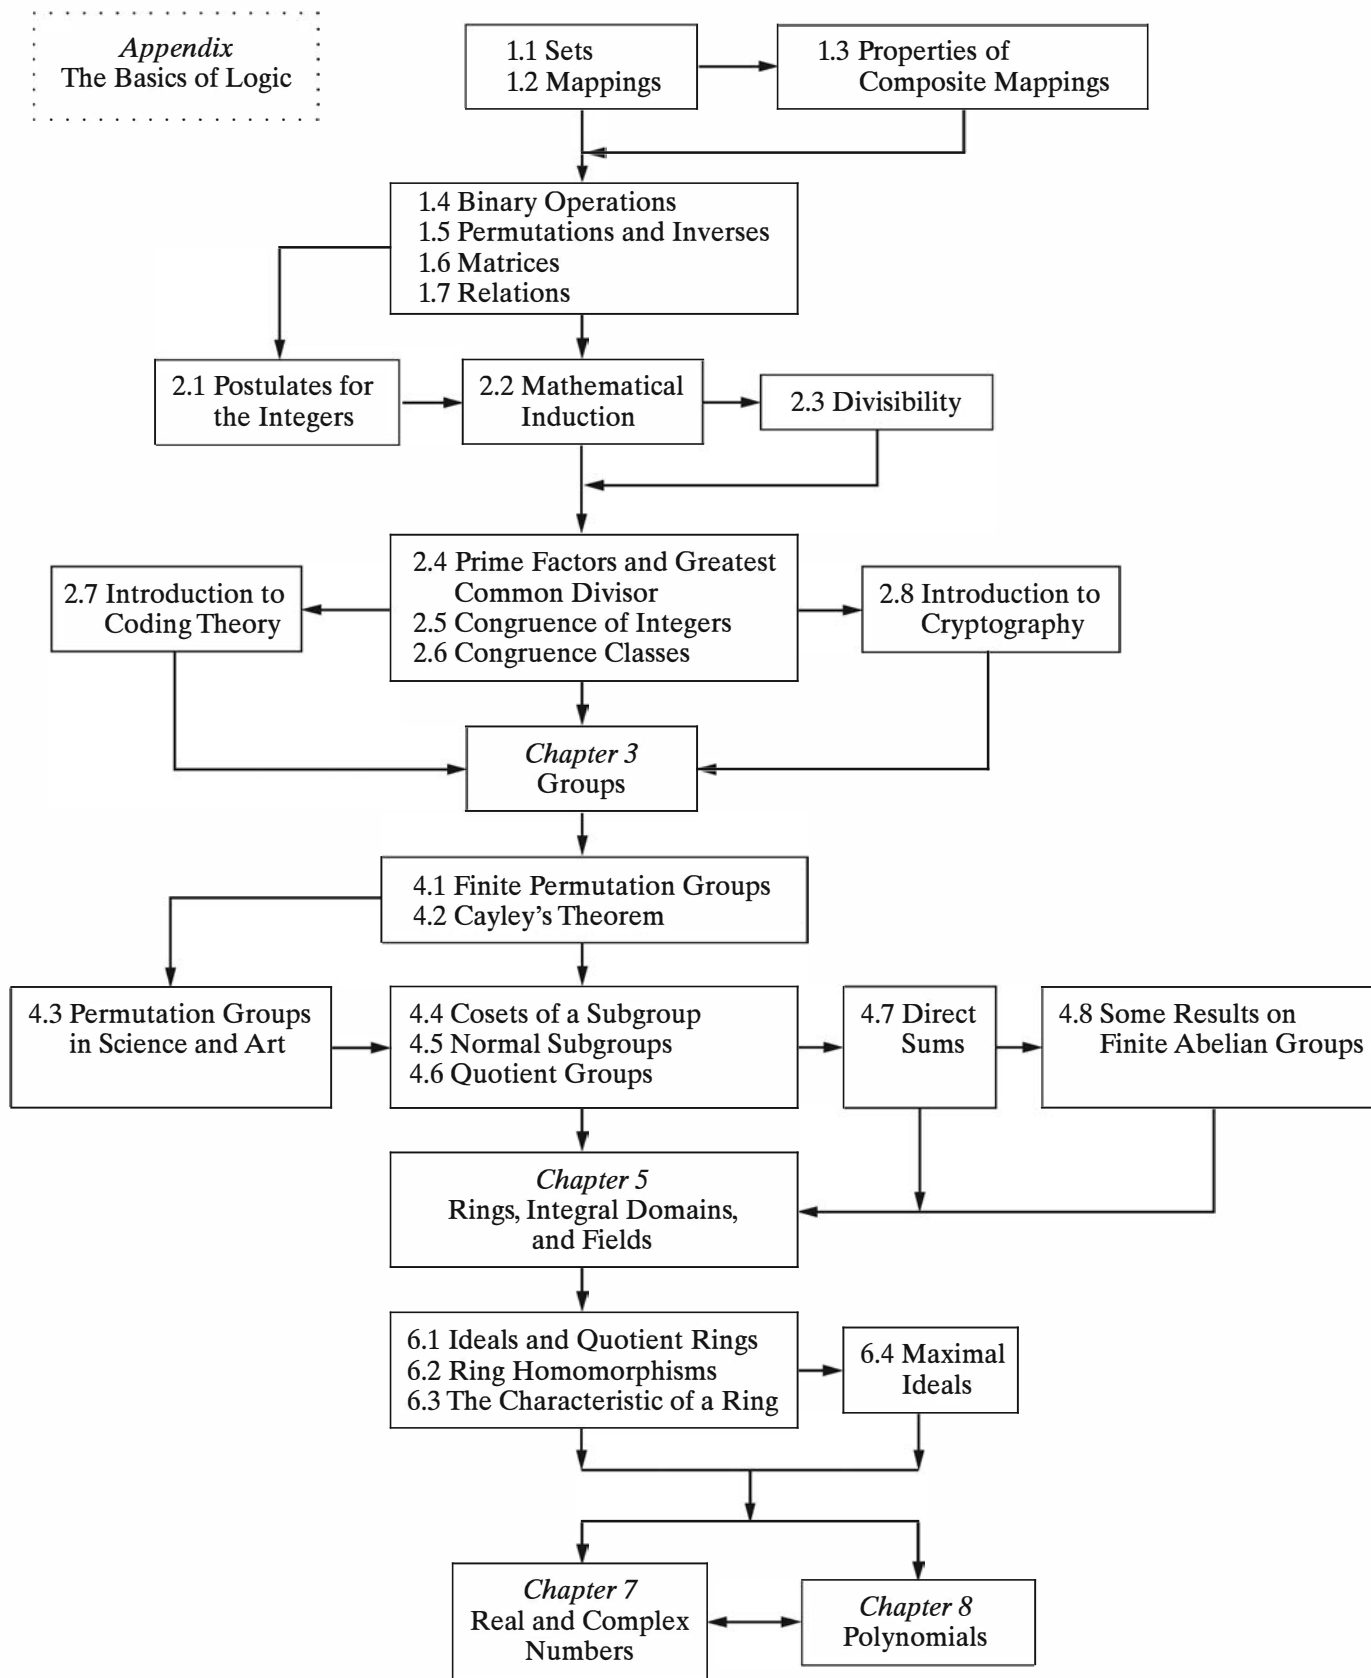 Appendix
The Basics of Logic
1.1 Sets
1.2 Mappings
1.3 Properties of
Composite Mappings
1.4 Binary Operations
1.5 Permutations and Inverses
1.6 Matrices
1.7 Relations
2.1 Postulates for
the Integers
2.2 Mathematical
Induction
2.3 Divisibility
2.7 Introduction to
Coding Theory
2.4 Prime Factors and Greatest
Common Divisor
2.5 Congruence of Integers
2.6 Congruence Classes
2.8 Introduction to
Cryptography
Chapter 3
Groups
4.1 Finite Permutation Groups
4.2 Cayley's Theorem
4.3 Permutation Groups
in Science and Art
4.4 Cosets of a Subgroup
4.5 Normal Subgroups
4.6 Quotient Groups
4.7 Direct
Sums
4.8 Some Results on
Finite Abelian Groups
Chapter 5
Rings, Integral Domains,
and Fields
6.1 Ideals and Quotient Rings
6.2 Ring Homomorphisms
6.3 The Characteristic of a Ring
6.4 Maximal
Ideals
Chapter 7
Real and Complex
Numbers
Chapter 8
Polynomials